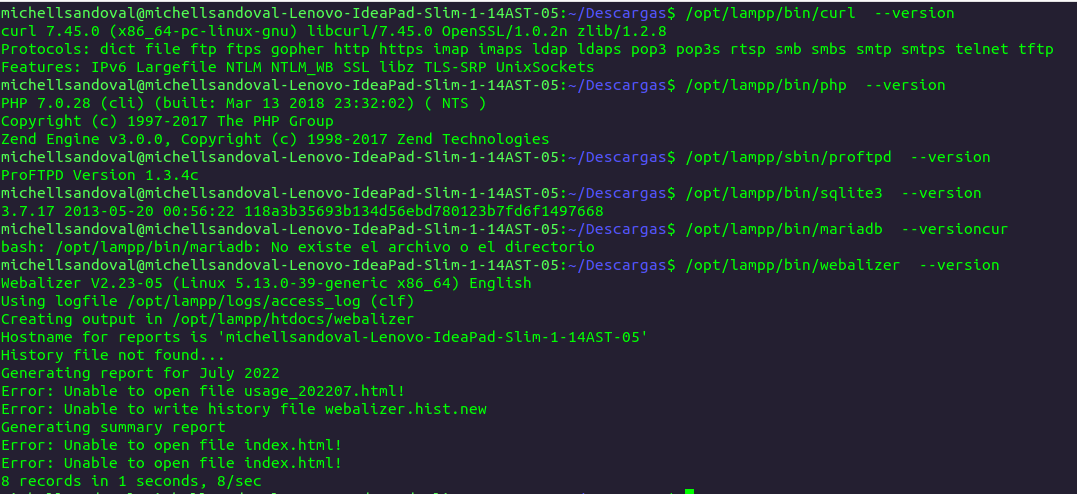 michellsandoval@michellsandoval-Lenovo-IdeaPad-Slim-1-14AST-05:~/Descargas$ /opt/lampp/bin/curl  --version
curl 7.45.0 (x86_64-pc-linux-gnu) libcurl/7.45.0 OpenSSL/1.0.2n zlib/1.2.8
Protocols: dict file ftp ftps gopher http https imap imaps ldap ldaps pop3 pop3s rtsp smb smbs smtp smtps telnet tftp
Features: IPv6 Largefile NTLM NTLM_WB SSL libz TLS-SRP UnixSockets
michellsandoval@michellsandoval-Lenovo-IdeaPad-Slim-1-14AST-05:~/Descargas$ /opt/lampp/bin/php  --version
PHP 7.0.28 (cli) (built: Mar 13 2018 23:32:02) ( NTS )
Copyright (c) 1997-2017 The PHP Group
Zend Engine v3.0.0, Copyright (c) 1998-2017 Zend Technologies
michellsandoval@michellsandoval-Lenovo-IdeaPad-Slim-1-14AST-05:~/Descargas$ /opt/lampp/sbin/proftpd  --version
ProFTPD Version 1.3.4c
michellsandoval@michellsandoval-Lenovo-IdeaPad-Slim-1-14AST-05:~/Descargas$ /opt/lampp/bin/sqlite3  --version
3.7.17 2013-05-20 00:56:22 118a3b35693b134d56ebd780123b7fd6f1497668
michellsandoval@michellsandoval-Lenovo-IdeaPad-Slim-1-14AST-05:~/Descargas$ /opt/lampp/bin/mariadb  --versioncur
bash: /opt/lampp/bin/mariadb: No existe el archivo o el directorio
michellsandoval@michellsandoval-Lenovo-IdeaPad-Slim-1-14AST-05:~/Descargas$ /opt/lampp/bin/webalizer  --version
Webalizer V2.23-05 (Linux 5.13.0-39-generic x86_64) English
Using logfile /opt/lampp/logs/access_log (clf)
Creating output in /opt/lampp/htdocs/webalizer
Hostname for reports is 'michellsandoval-Lenovo-IdeaPad-Slim-1-14AST-05'
History file not found...
Generating report for July 2022
Error: Unable to open file usage_202207.html!
Error: Unable to write history file webalizer.hist.new
Generating summary report
Error: Unable to open file index.html!
Error: Unable to open file index.html!
8 records in 1 seconds, 8/sec